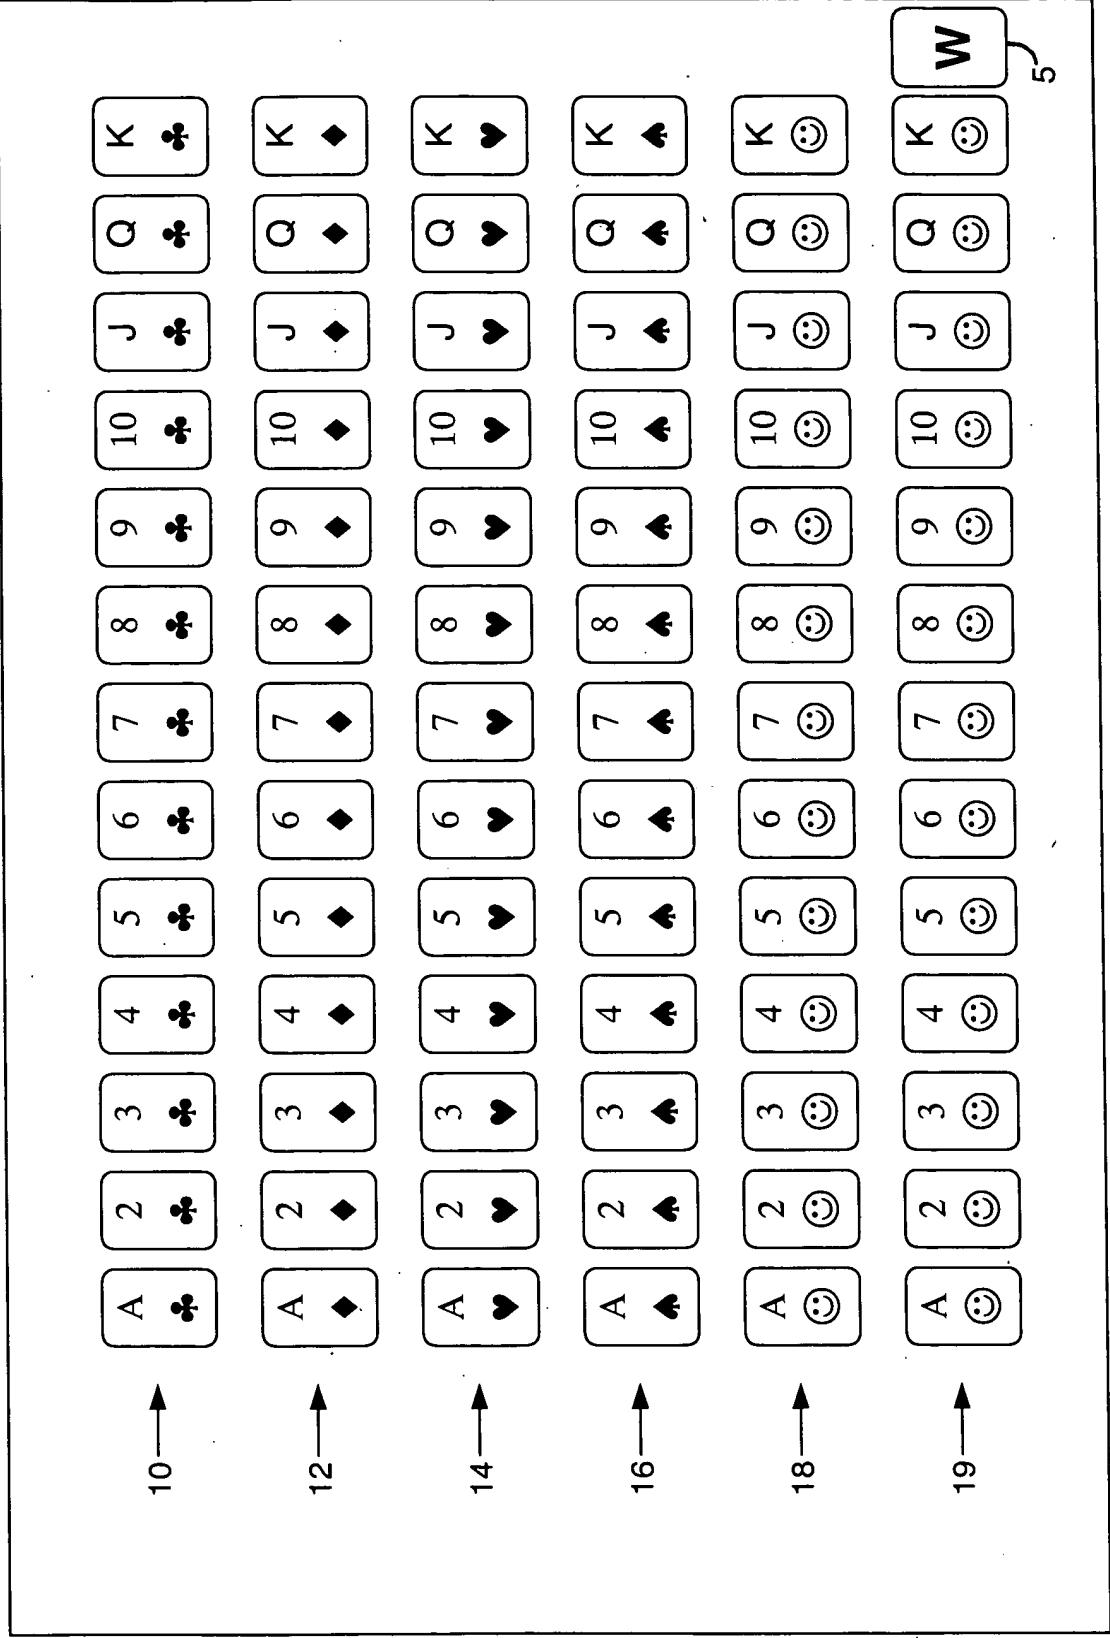 10 A 2 3 4 5 6 7 8 9 10 J Q K
12 A 2 3 4 5 6 7 8 9 10 J Q K
14 A 2 3 4 5 6 7 8 9 10 J Q K
16 A 2 3 4 5 6 7 8 9 10 J Q K
18 A 2 3 4 5 6 7 8 9 10 J Q K
19 A 2 3 4 5 6 7 8 9 10 J Q K W
5